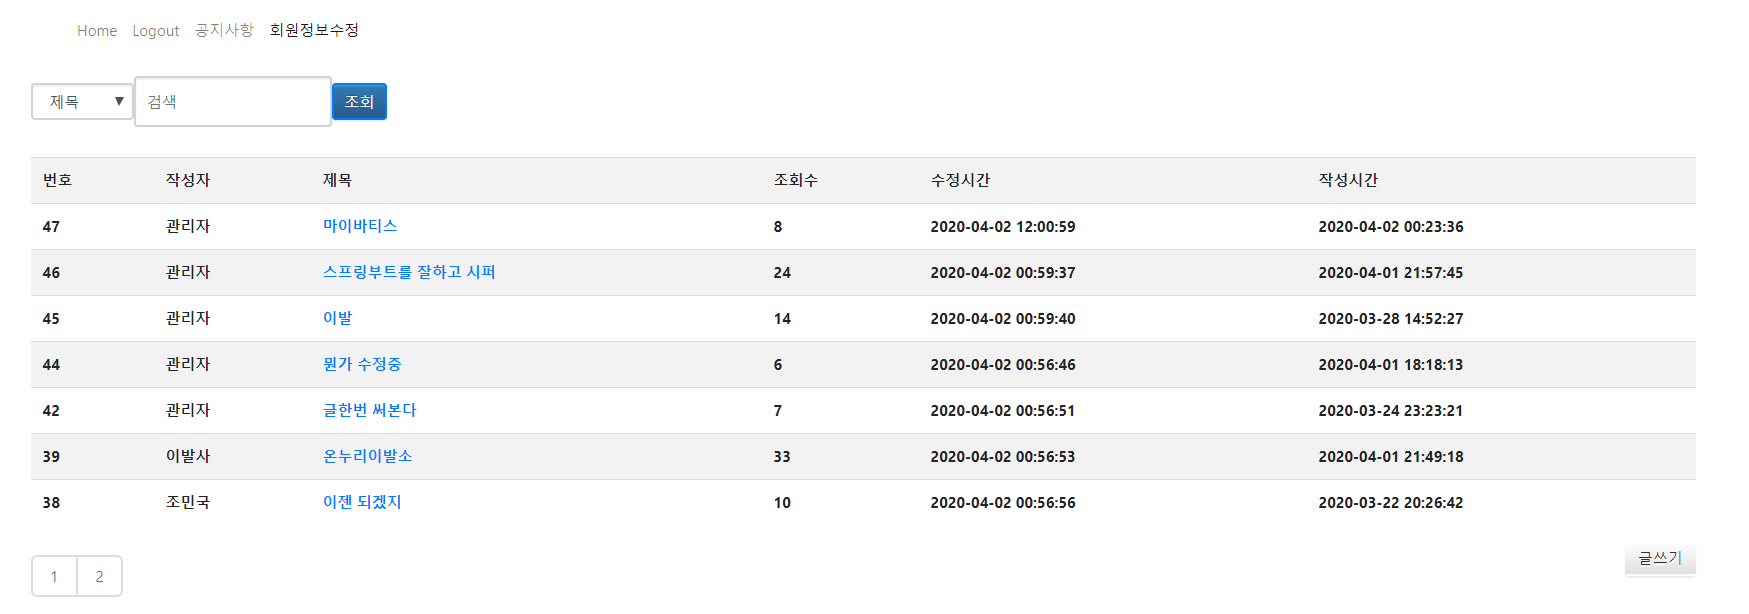 Home Logout 공지사항 회원정보수정
제목 ▼ 검색 조회
번호 작성자 제목 조회수 수정시간 작성시간
47 관리자 마이바티스 8 2020-04-02 12:00:59 2020-04-02 00:23:36
46 관리자 스프링부트를 잘하고 시퍼 24 2020-04-02 00:59:37 2020-04-01 21:57:45
45 관리자 이발 14 2020-04-02 00:59:40 2020-03-28 14:52:27
44 관리자 뭔가 수정중 6 2020-04-02 00:56:46 2020-04-01 18:18:13
42 관리자 글한번 써본다 7 2020-04-02 00:56:51 2020-03-24 23:23:21
39 이발사 온누리이발소 33 2020-04-02 00:56:53 2020-04-01 21:49:18
38 조민국 이젠 되겠지 10 2020-04-02 00:56:56 2020-03-22 20:26:42
글쓰기
1 2